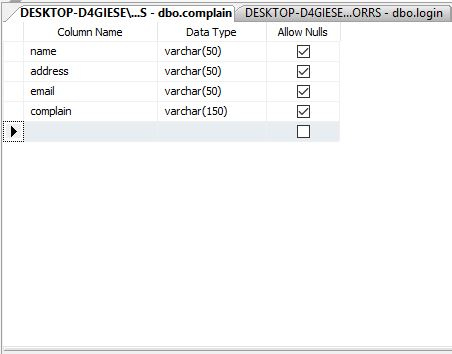 DESKTOP-D4GIESE\...S - dbo.complain DESKTOP-D4GIESE...ORRS - dbo.login
Column Name Data Type Allow Nulls
name varchar(50)
address varchar(50)
email varchar(50)
complain varchar(150)